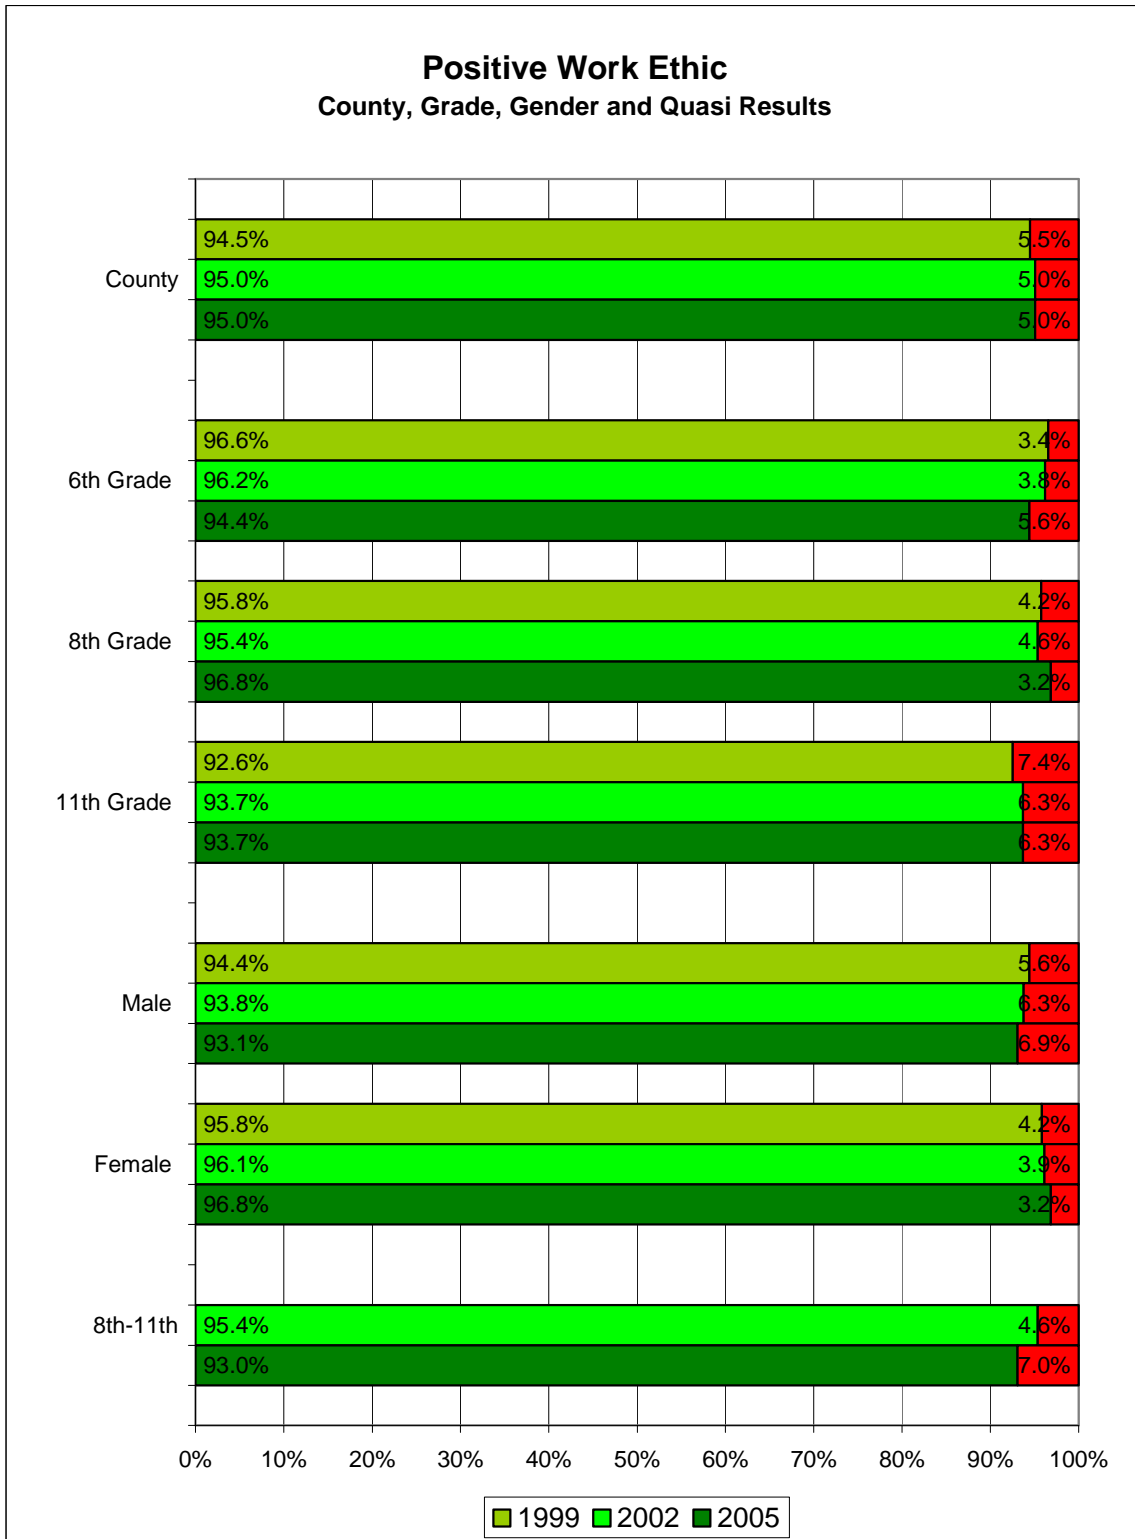 Positive Work Ethic
County, Grade, Gender and Quasi Results
County
94.5% 5.5%
95.0% 5.0%
95.0% 5.0%
6th Grade
96.6% 3.4%
96.2% 3.8%
94.4% 5.6%
8th Grade
95.8% 4.2%
95.4% 4.6%
96.8% 3.2%
11th Grade
92.6% 7.4%
93.7% 6.3%
93.7% 6.3%
Male
94.4% 5.6%
93.8% 6.3%
93.1% 6.9%
Female
95.8% 4.2%
96.1% 3.9%
96.8% 3.2%
8th-11th
95.4% 4.6%
93.0% 7.0%
0% 10% 20% 30% 40% 50% 60% 70% 80% 90% 100%
1999 2002 2005